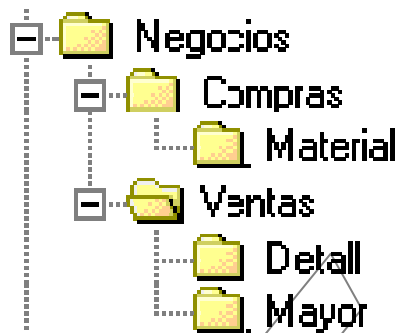 Negocios
Compras
Material
Ventas
Detall
Mayor